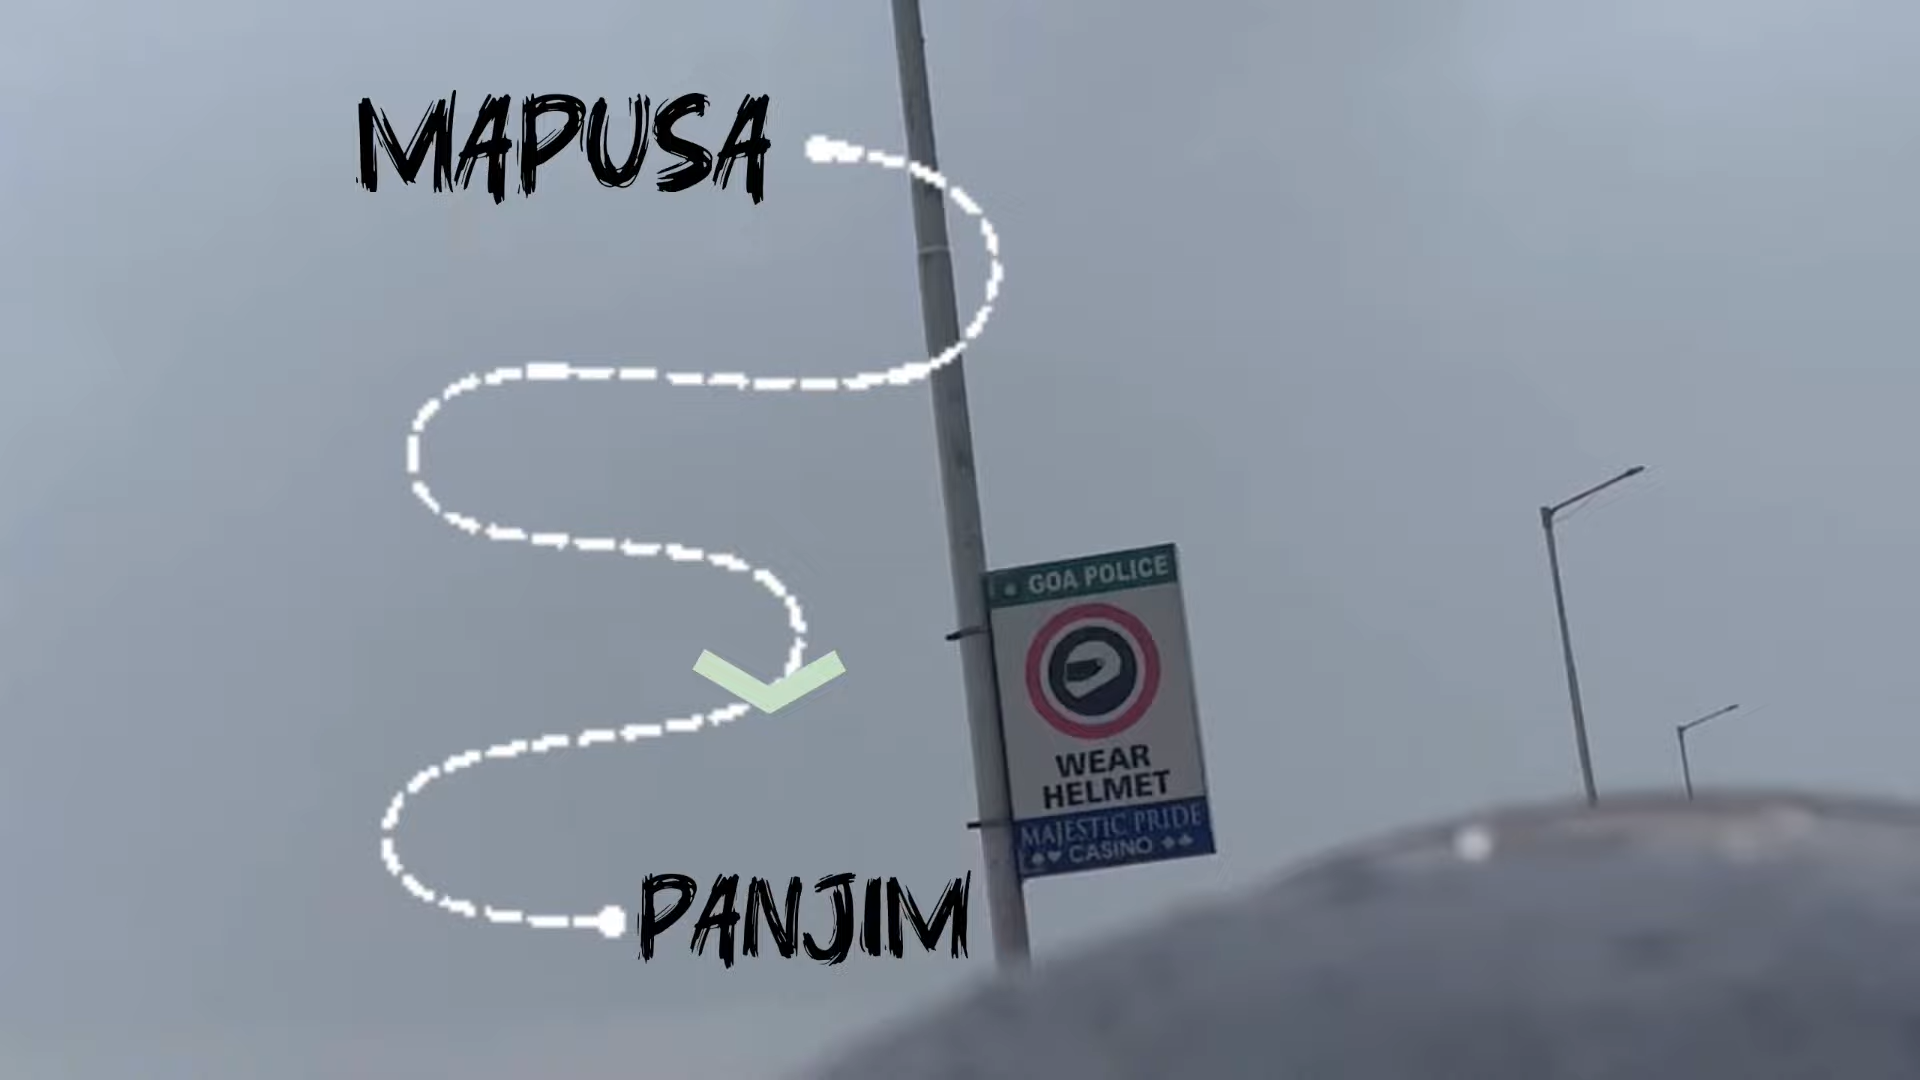 MAPUSA
GOA POLICE
WEAR
HELMET
MAJESTIC PRIDE
CASINO
PANJIM